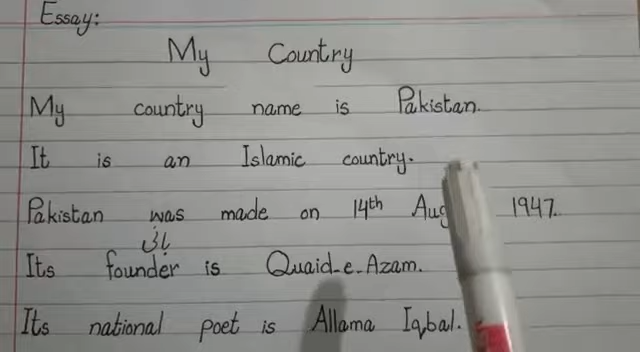 Essay:
My Country
My country name is Pakistan.
It is an Islamic country.
Pakistan was made on 14th Aug 1947.
بانی
Its founder is Quaid-e-Azam.
Its national poet is Allama Iqbal.